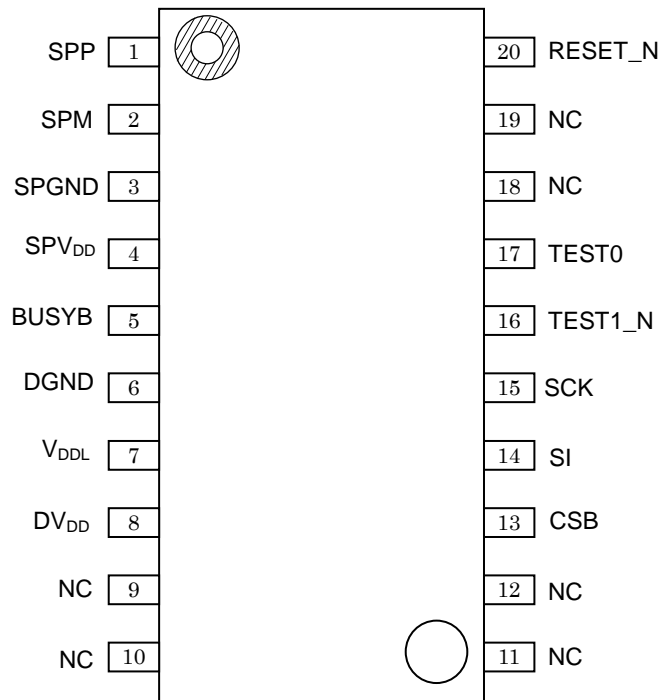 SPP 1 20 RESET_N
SPM 2 19 NC
SPGND 3 18 NC
SPVDD 4 17 TEST0
BUSYB 5 16 TEST1_N
DGND 6 15 SCK
VDDL 7 14 SI
DVDD 8 13 CSB
NC 9 12 NC
NC 10 11 NC